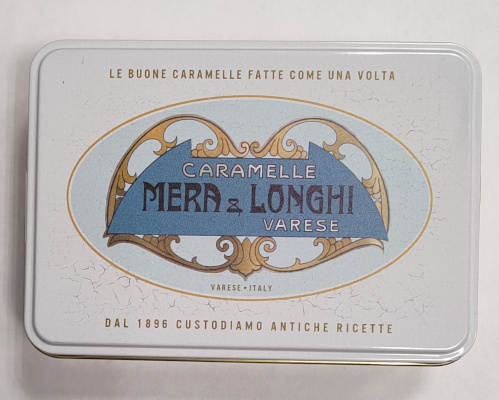 LE BUONE CARAMELLE FATTE COME UNA VOLTA
CARAMELLE
MERA & LONGHI
VARESE
VARESE • ITALY
DAL 1896 CUSTODIAMO ANTICHE RICETTE